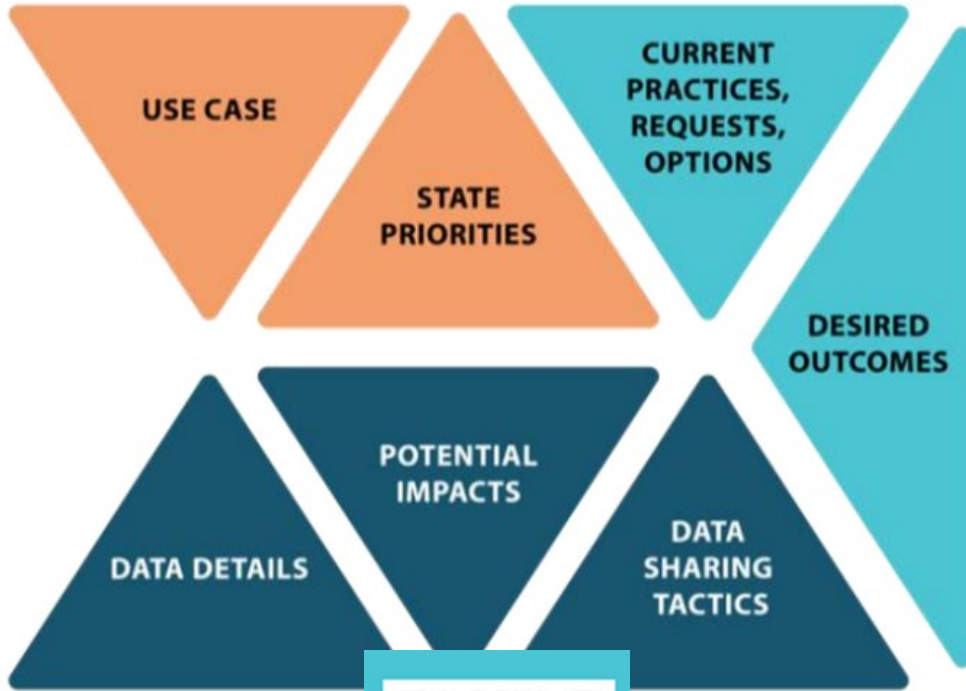 USE CASE
STATE
PRIORITIES
CURRENT
PRACTICES,
REQUESTS,
OPTIONS
DESIRED
OUTCOMES
DATA DETAILS
POTENTIAL
IMPACTS
DATA
SHARING
TACTICS